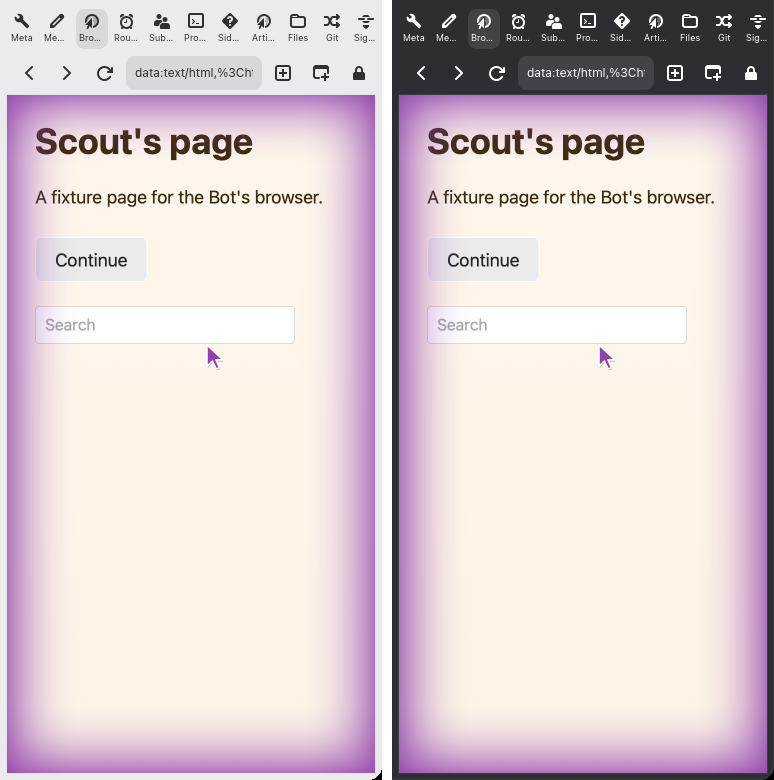 Meta Me... Bro... Rou... Sub... Pro... Sid... Arti... Files Git Sig...
data:text/html,%3Cht
Scout's page
A fixture page for the Bot's browser.
Continue
Search
Meta Me... Bro... Rou... Sub... Pro... Sid... Arti... Files Git Sig...
data:text/html,%3Cht
Scout's page
A fixture page for the Bot's browser.
Continue
Search